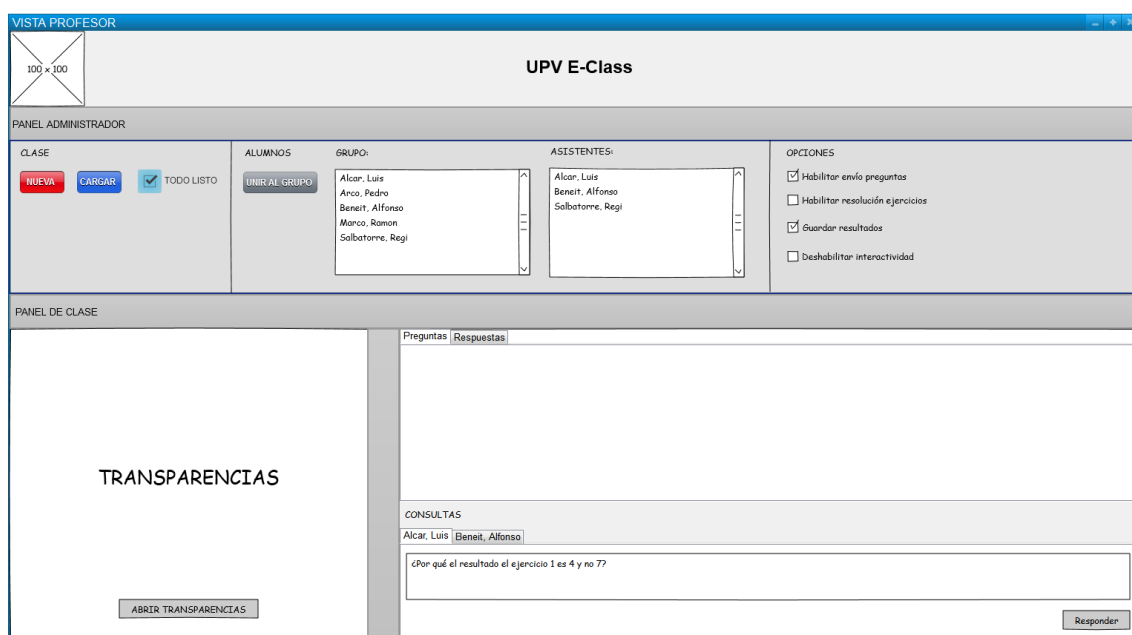 VISTA PROFESOR
100 x 100
UPV E-Class
PANEL ADMINISTRADOR
CLASE
NUEVA
CARGAR
TODO LISTO
ALUMNOS
UNIR AL GRUPO
GRUPO:
Alcar, Luis
Arco, Pedro
Beneit, Alfonso
Marco, Ramon
Salbatorre, Regi
ASISTENTES:
Alcar, Luis
Beneit, Alfonso
Salbatorre, Regi
OPCIONES
Habilitar envío preguntas
Habilitar resolución ejercicios
Guardar resultados
Deshabilitar interactividad
PANEL DE CLASE
TRANSPARENCIAS
ABRIR TRANSPARENCIAS
Preguntas Respuestas
CONSULTAS
Alcar, Luis Beneit, Alfonso
¿Por qué el resultado el ejercicio 1 es 4 y no 7?
Responder